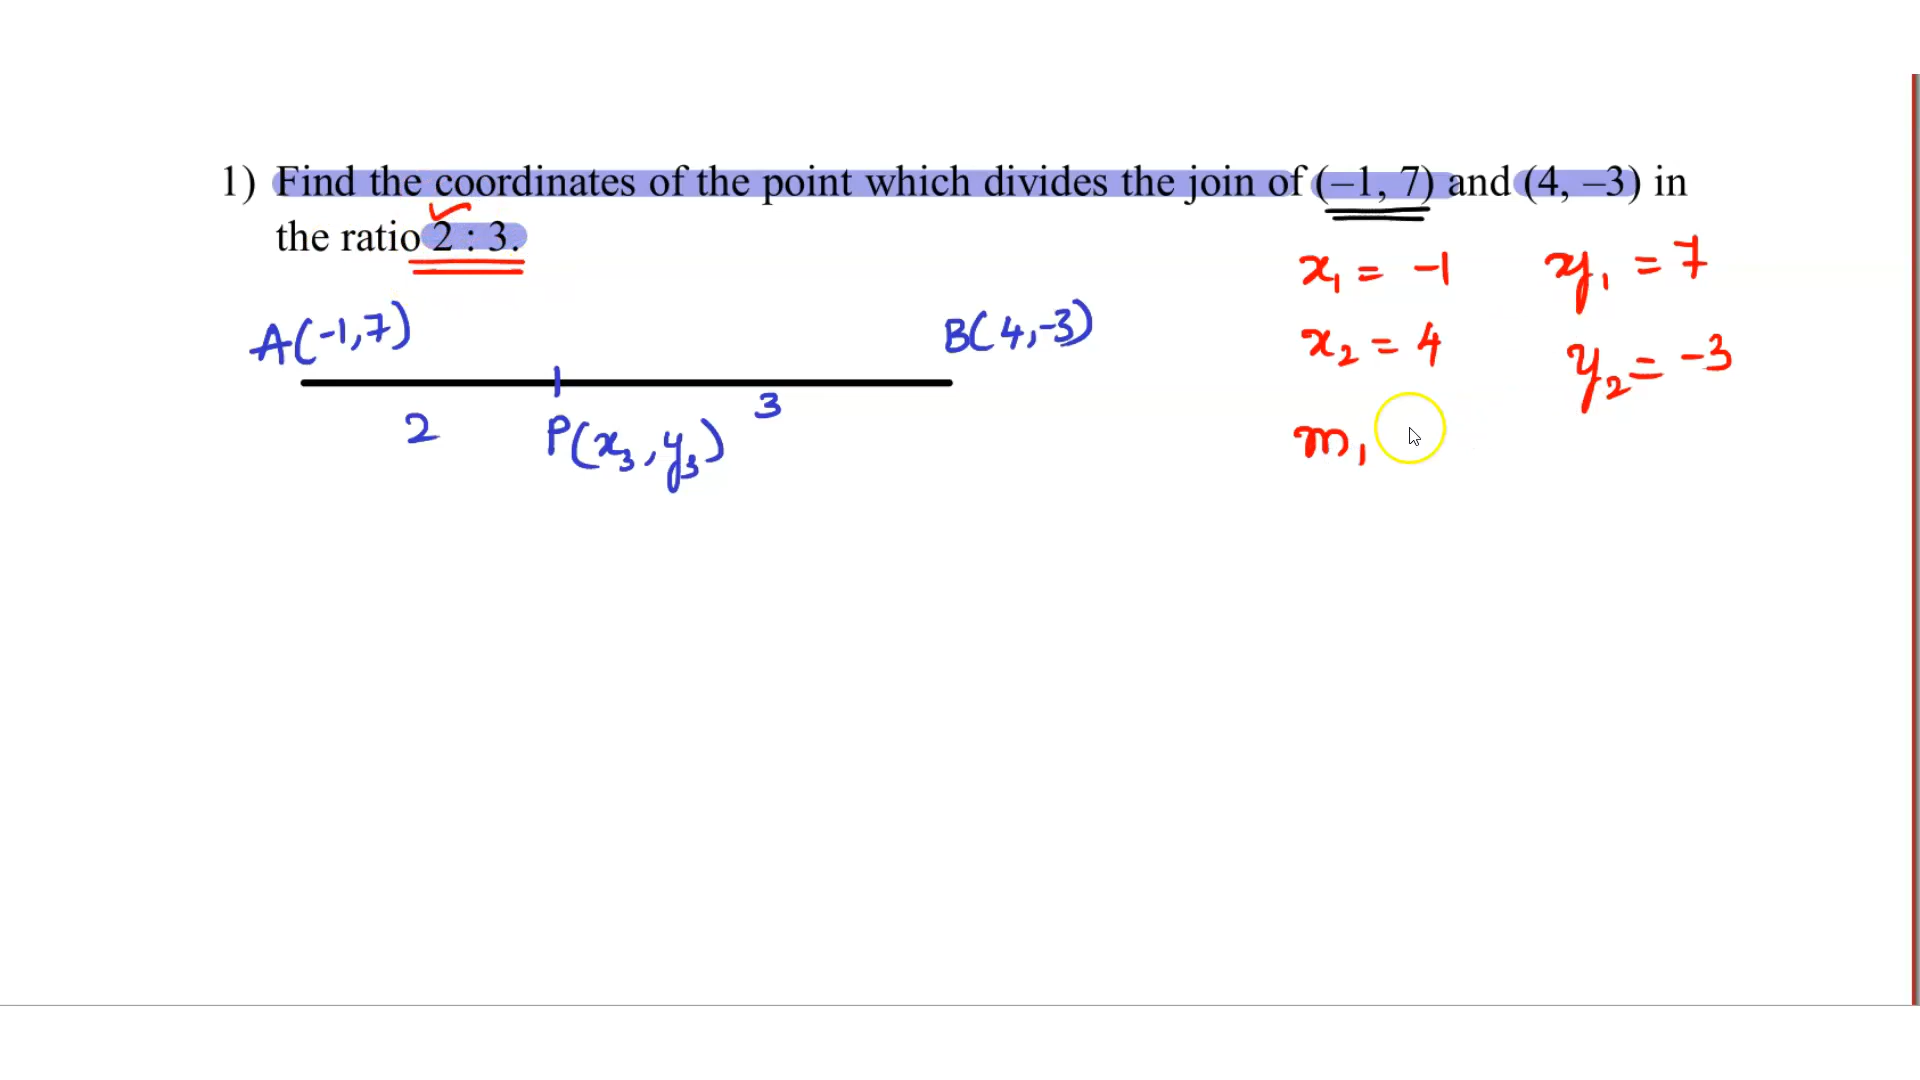 1) Find the coordinates of the point which divides the join of (–1, 7) and (4, –3) in
the ratio 2 : 3.
x₁ = -1 y₁ = 7
A(-1,7) B(4,-3)
x₂ = 4 y₂ = -3
2 3
P(x₃, y₃) m₁